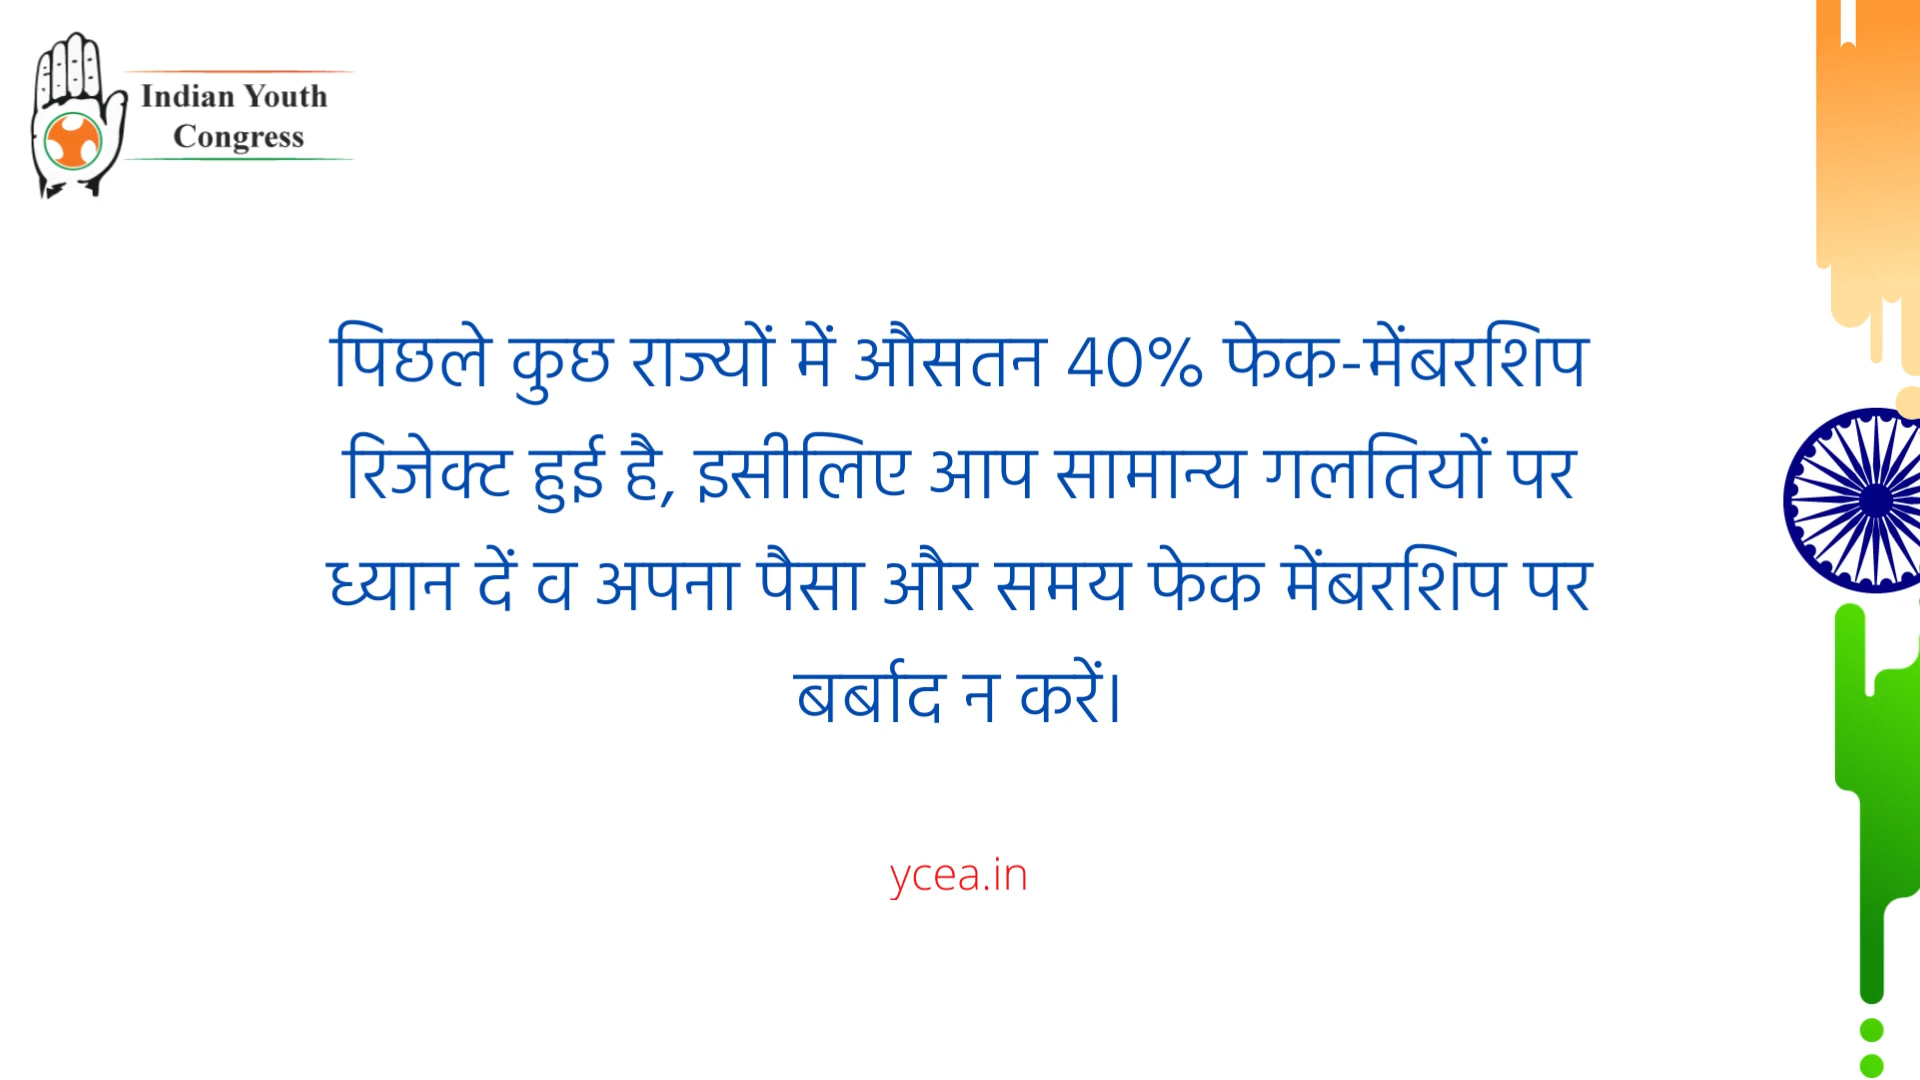 Indian Youth
Congress
पिछले कुछ राज्यों में औसतन 40% फेक-मेंबरशिप
रिजेक्ट हुई है, इसीलिए आप सामान्य गलतियों पर
ध्यान दें व अपना पैसा और समय फेक मेंबरशिप पर
बर्बाद न करें।
ycea.in